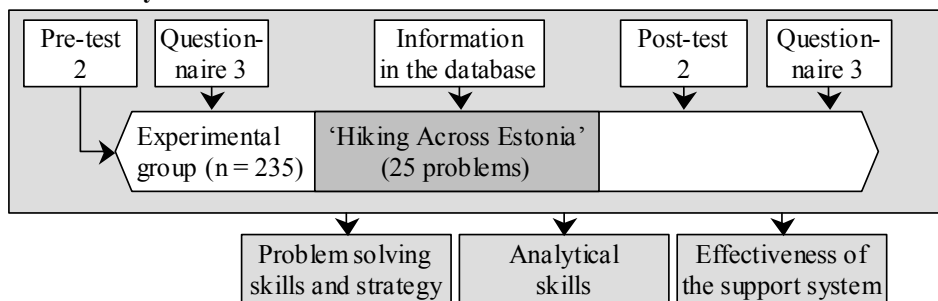 Pre-test
2
Question-
naire 3
Information
in the database
Post-test
2
Question-
naire 3
Experimental
group (n = 235)
‘Hiking Across Estonia’
(25 problems)
Problem solving
skills and strategy
Analytical
skills
Effectiveness of
the support system